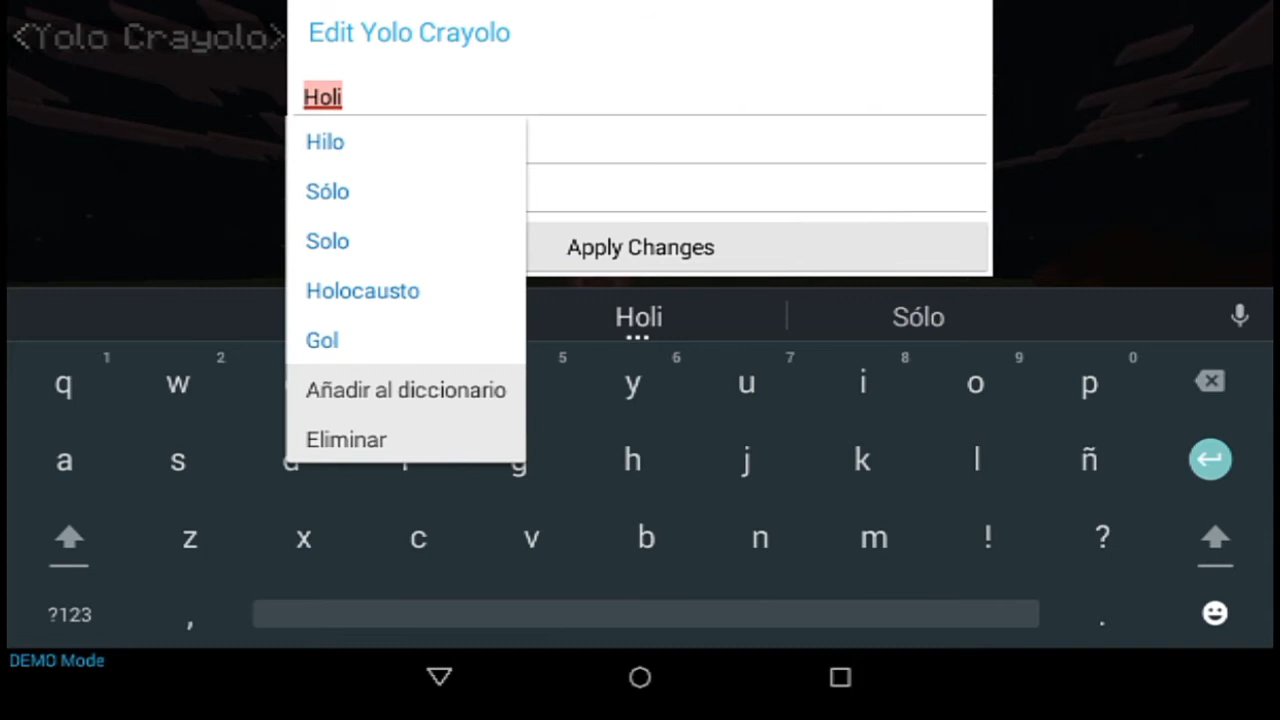 <Yolo Crayolo>
Edit Yolo Crayolo
Holi
Hilo
Sólo
Solo
Holocausto
Gol
Añadir al diccionario
Eliminar
Apply Changes
Holi
Sólo
1 2 5 6 7 8 9 0
q w y u i o p
a s d f g h j k l ñ
z x c v b n m ! ?
?123 , .
DEMO Mode